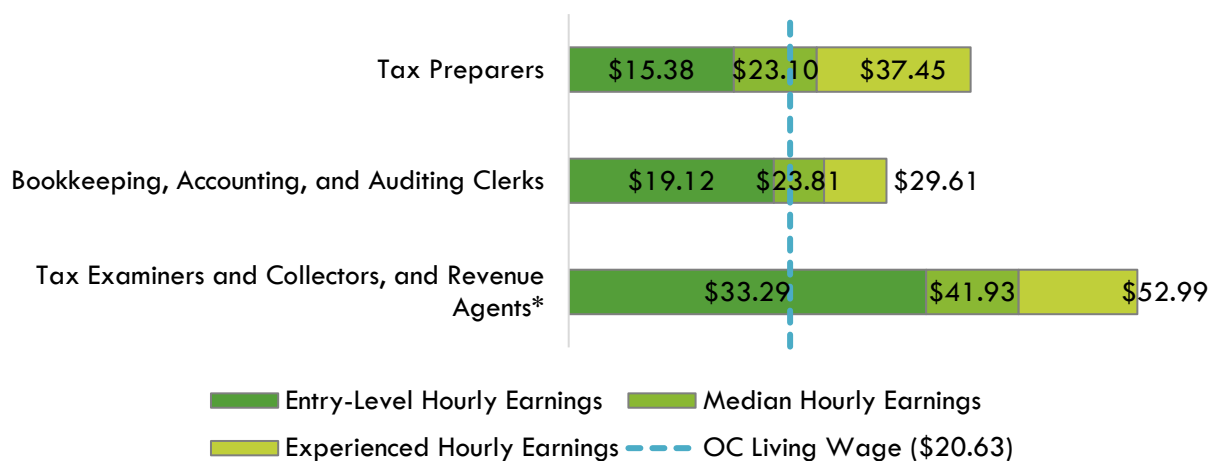 Tax Preparers
$15.38 $23.10 $37.45
Bookkeeping, Accounting, and Auditing Clerks
$19.12 $23.81 $29.61
Tax Examiners and Collectors, and Revenue
Agents*
$33.29 $41.93 $52.99
Entry-Level Hourly Earnings Median Hourly Earnings
Experienced Hourly Earnings OC Living Wage ($20.63)